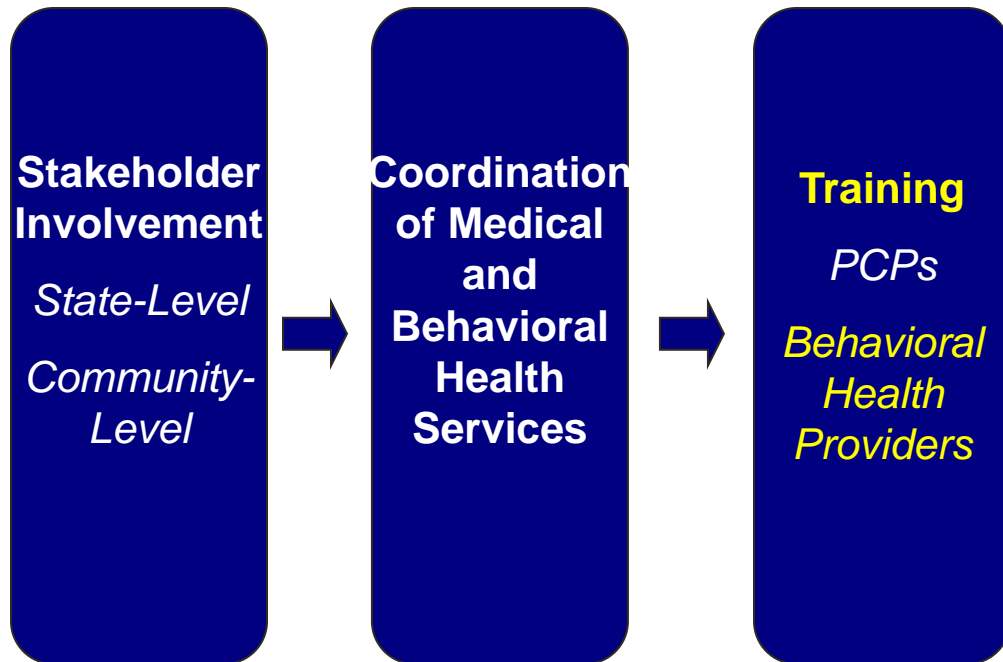 Stakeholder
Involvement
State-Level
Community-
Level
Coordination
of Medical
and
Behavioral
Health
Services
Training
PCPs
Behavioral
Health
Providers